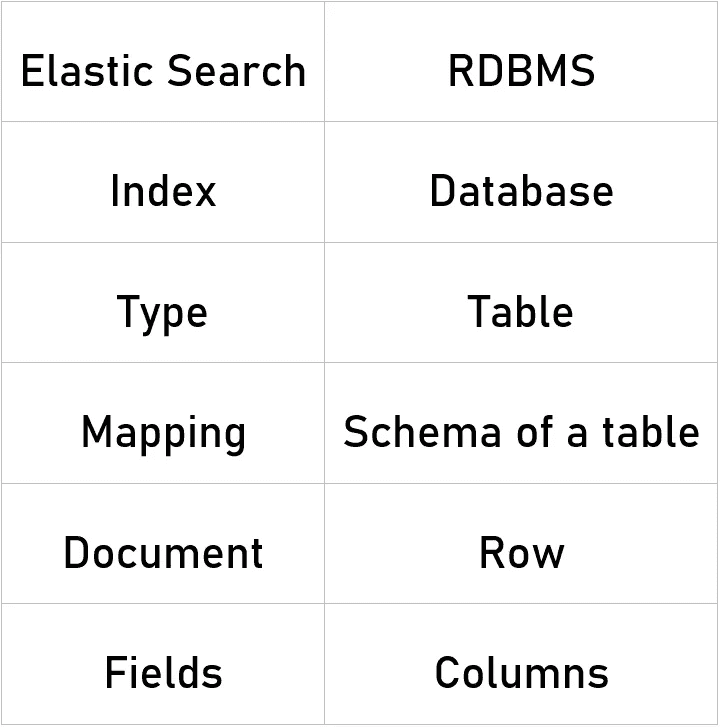 Elastic Search RDBMS
Index Database
Type Table
Mapping Schema of a table
Document Row
Fields Columns